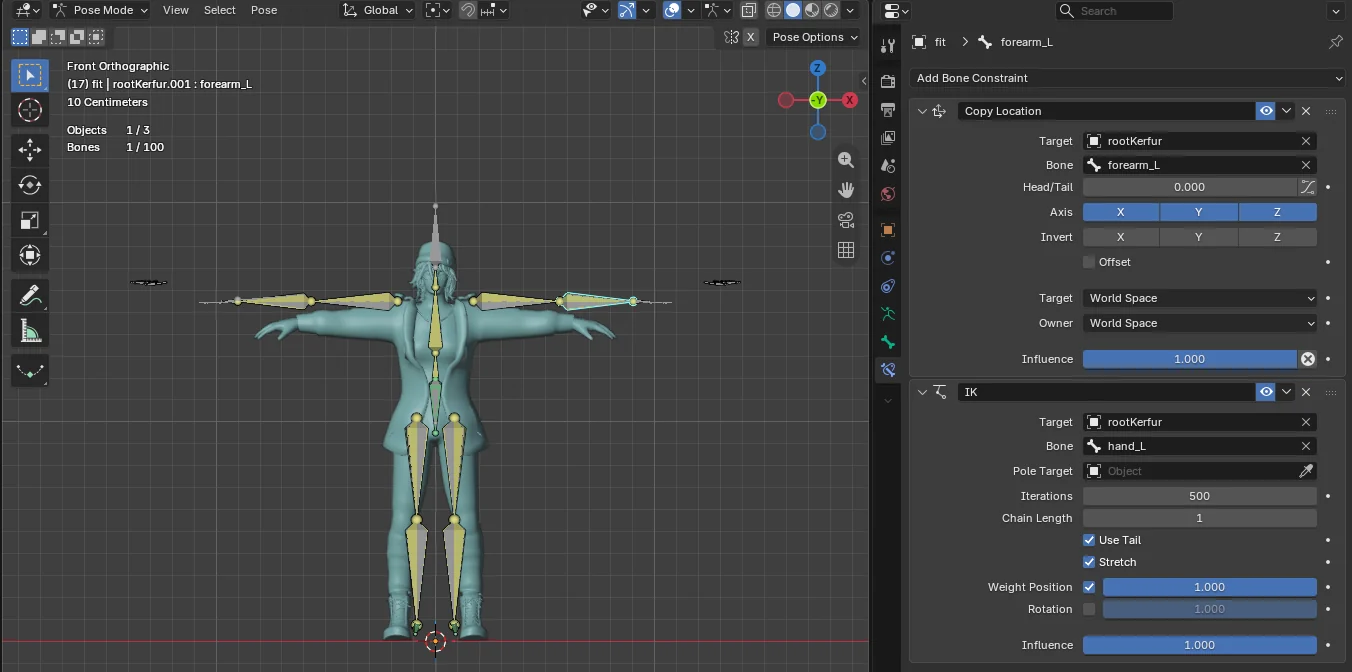 Pose Mode View Select Pose Global
X Pose Options
Front Orthographic
(17) fit | rootKerfur.001 : forearm_L
10 Centimeters
Objects 1 / 3
Bones 1 / 100
Z
-Y X
Search
fit > forearm_L
Add Bone Constraint
Copy Location
Target rootKerfur
Bone forearm_L
Head/Tail 0.000
Axis X Y Z
Invert X Y Z
Offset
Target World Space
Owner World Space
Influence 1.000
IK
Target rootKerfur
Bone hand_L
Pole Target Object
Iterations 500
Chain Length 1
Use Tail
Stretch
Weight Position 1.000
Rotation 1.000
Influence 1.000